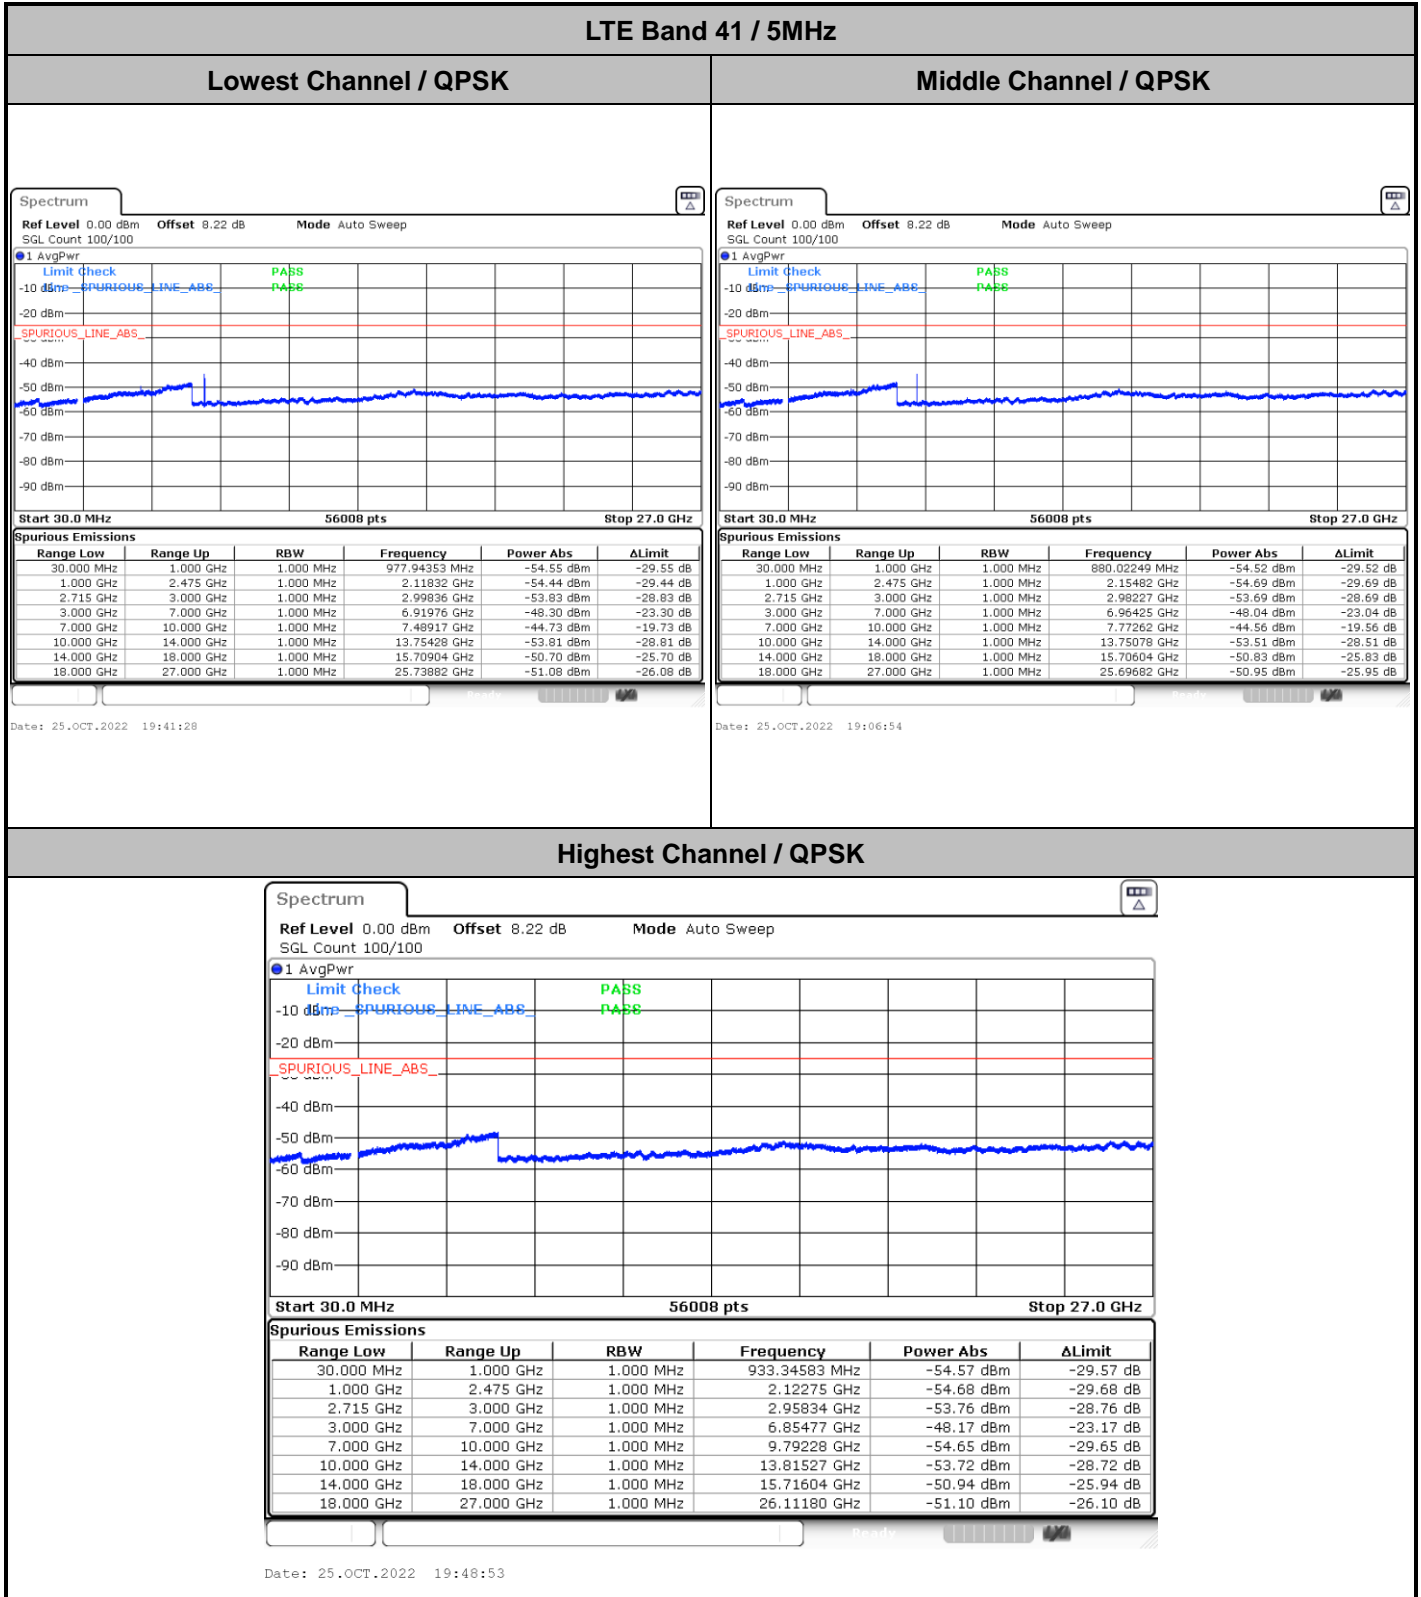 LTE Band 41 / 5MHz
Lowest Channel / QPSK
Middle Channel / QPSK
Spectrum
Ref Level 0.00 dBm Offset 8.22 dB Mode Auto Sweep
SGL Count 100/100
1 AvgPwr
Limit Check PASS
-10 dBm Line _SPURIOUS_LINE_ABS_ PASS
-20 dBm
_SPURIOUS_LINE_ABS_
-40 dBm
-50 dBm
-60 dBm
-70 dBm
-80 dBm
-90 dBm
Start 30.0 MHz 56008 pts Stop 27.0 GHz
Spurious Emissions
Range Low Range Up RBW Frequency Power Abs ΔLimit
30.000 MHz 1.000 GHz 1.000 MHz 977.94353 MHz -54.55 dBm -29.55 dB
1.000 GHz 2.475 GHz 1.000 MHz 2.11832 GHz -54.44 dBm -29.44 dB
2.715 GHz 3.000 GHz 1.000 MHz 2.99836 GHz -53.83 dBm -28.83 dB
3.000 GHz 7.000 GHz 1.000 MHz 6.91976 GHz -48.30 dBm -23.30 dB
7.000 GHz 10.000 GHz 1.000 MHz 7.48917 GHz -44.73 dBm -19.73 dB
10.000 GHz 14.000 GHz 1.000 MHz 13.75428 GHz -53.81 dBm -28.81 dB
14.000 GHz 18.000 GHz 1.000 MHz 15.70904 GHz -50.70 dBm -25.70 dB
18.000 GHz 27.000 GHz 1.000 MHz 25.73882 GHz -51.08 dBm -26.08 dB
Ready
Date: 25.OCT.2022 19:41:28
Spectrum
Ref Level 0.00 dBm Offset 8.22 dB Mode Auto Sweep
SGL Count 100/100
1 AvgPwr
Limit Check PASS
-10 dBm Line _SPURIOUS_LINE_ABS_ PASS
-20 dBm
_SPURIOUS_LINE_ABS_
-40 dBm
-50 dBm
-60 dBm
-70 dBm
-80 dBm
-90 dBm
Start 30.0 MHz 56008 pts Stop 27.0 GHz
Spurious Emissions
Range Low Range Up RBW Frequency Power Abs ΔLimit
30.000 MHz 1.000 GHz 1.000 MHz 880.02249 MHz -54.52 dBm -29.52 dB
1.000 GHz 2.475 GHz 1.000 MHz 2.15482 GHz -54.69 dBm -29.69 dB
2.715 GHz 3.000 GHz 1.000 MHz 2.98227 GHz -53.69 dBm -28.69 dB
3.000 GHz 7.000 GHz 1.000 MHz 6.96425 GHz -48.04 dBm -23.04 dB
7.000 GHz 10.000 GHz 1.000 MHz 7.77262 GHz -44.56 dBm -19.56 dB
10.000 GHz 14.000 GHz 1.000 MHz 13.75078 GHz -53.51 dBm -28.51 dB
14.000 GHz 18.000 GHz 1.000 MHz 15.70604 GHz -50.83 dBm -25.83 dB
18.000 GHz 27.000 GHz 1.000 MHz 25.69682 GHz -50.95 dBm -25.95 dB
Ready
Date: 25.OCT.2022 19:06:54
Highest Channel / QPSK
Spectrum
Ref Level 0.00 dBm Offset 8.22 dB Mode Auto Sweep
SGL Count 100/100
1 AvgPwr
Limit Check PASS
-10 dBm Line _SPURIOUS_LINE_ABS_ PASS
-20 dBm
_SPURIOUS_LINE_ABS_
-40 dBm
-50 dBm
-60 dBm
-70 dBm
-80 dBm
-90 dBm
Start 30.0 MHz 56008 pts Stop 27.0 GHz
Spurious Emissions
Range Low Range Up RBW Frequency Power Abs ΔLimit
30.000 MHz 1.000 GHz 1.000 MHz 933.34583 MHz -54.57 dBm -29.57 dB
1.000 GHz 2.475 GHz 1.000 MHz 2.12275 GHz -54.68 dBm -29.68 dB
2.715 GHz 3.000 GHz 1.000 MHz 2.95834 GHz -53.76 dBm -28.76 dB
3.000 GHz 7.000 GHz 1.000 MHz 6.85477 GHz -48.17 dBm -23.17 dB
7.000 GHz 10.000 GHz 1.000 MHz 9.79228 GHz -54.65 dBm -29.65 dB
10.000 GHz 14.000 GHz 1.000 MHz 13.81527 GHz -53.72 dBm -28.72 dB
14.000 GHz 18.000 GHz 1.000 MHz 15.71604 GHz -50.94 dBm -25.94 dB
18.000 GHz 27.000 GHz 1.000 MHz 26.11180 GHz -51.10 dBm -26.10 dB
Ready
Date: 25.OCT.2022 19:48:53